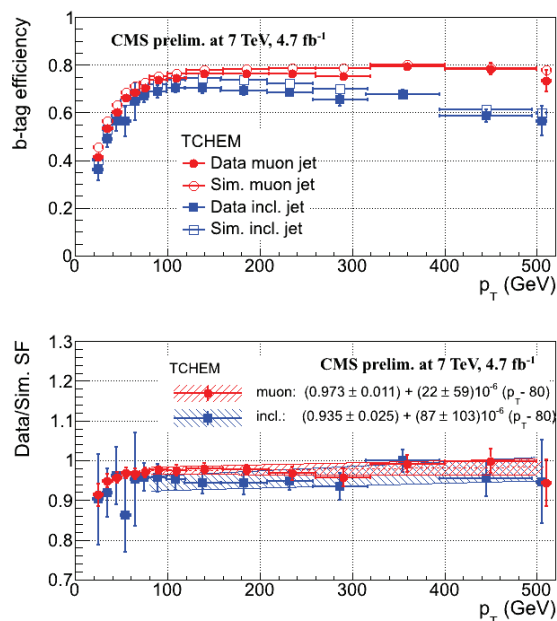 CMS prelim. at 7 TeV, 4.7 fb⁻¹
b-tag efficiency
1
0.8
0.6
0.4
0.2
0
TCHEM
Data muon jet
Sim. muon jet
Data incl. jet
Sim. incl. jet
0 100 200 300 400 500
p_T (GeV)
Data/Sim. SF
1.3
1.2
1.1
1
0.9
0.8
0.7
TCHEM CMS prelim. at 7 TeV, 4.7 fb⁻¹
muon: (0.973 ± 0.011) + (22 ± 59)10⁻⁶ (p_T- 80)
incl.: (0.935 ± 0.025) + (87 ± 103)10⁻⁶ (p_T- 80)
0 100 200 300 400 500
p_T (GeV)